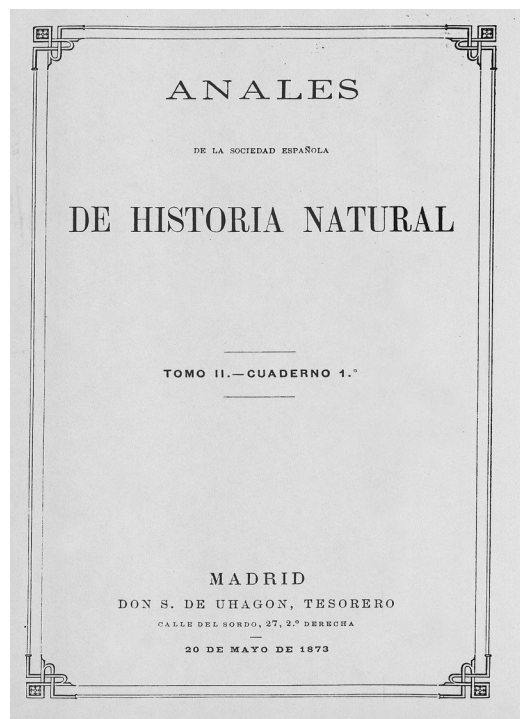 ANALES
DE LA SOCIEDAD ESPAÑOLA
DE HISTORIA NATURAL
TOMO II.—CUADERNO 1.º
MADRID
DON S. DE UHAGON, TESORERO
CALLE DEL SORDO, 27, 2.º DERECHA
20 DE MAYO DE 1873